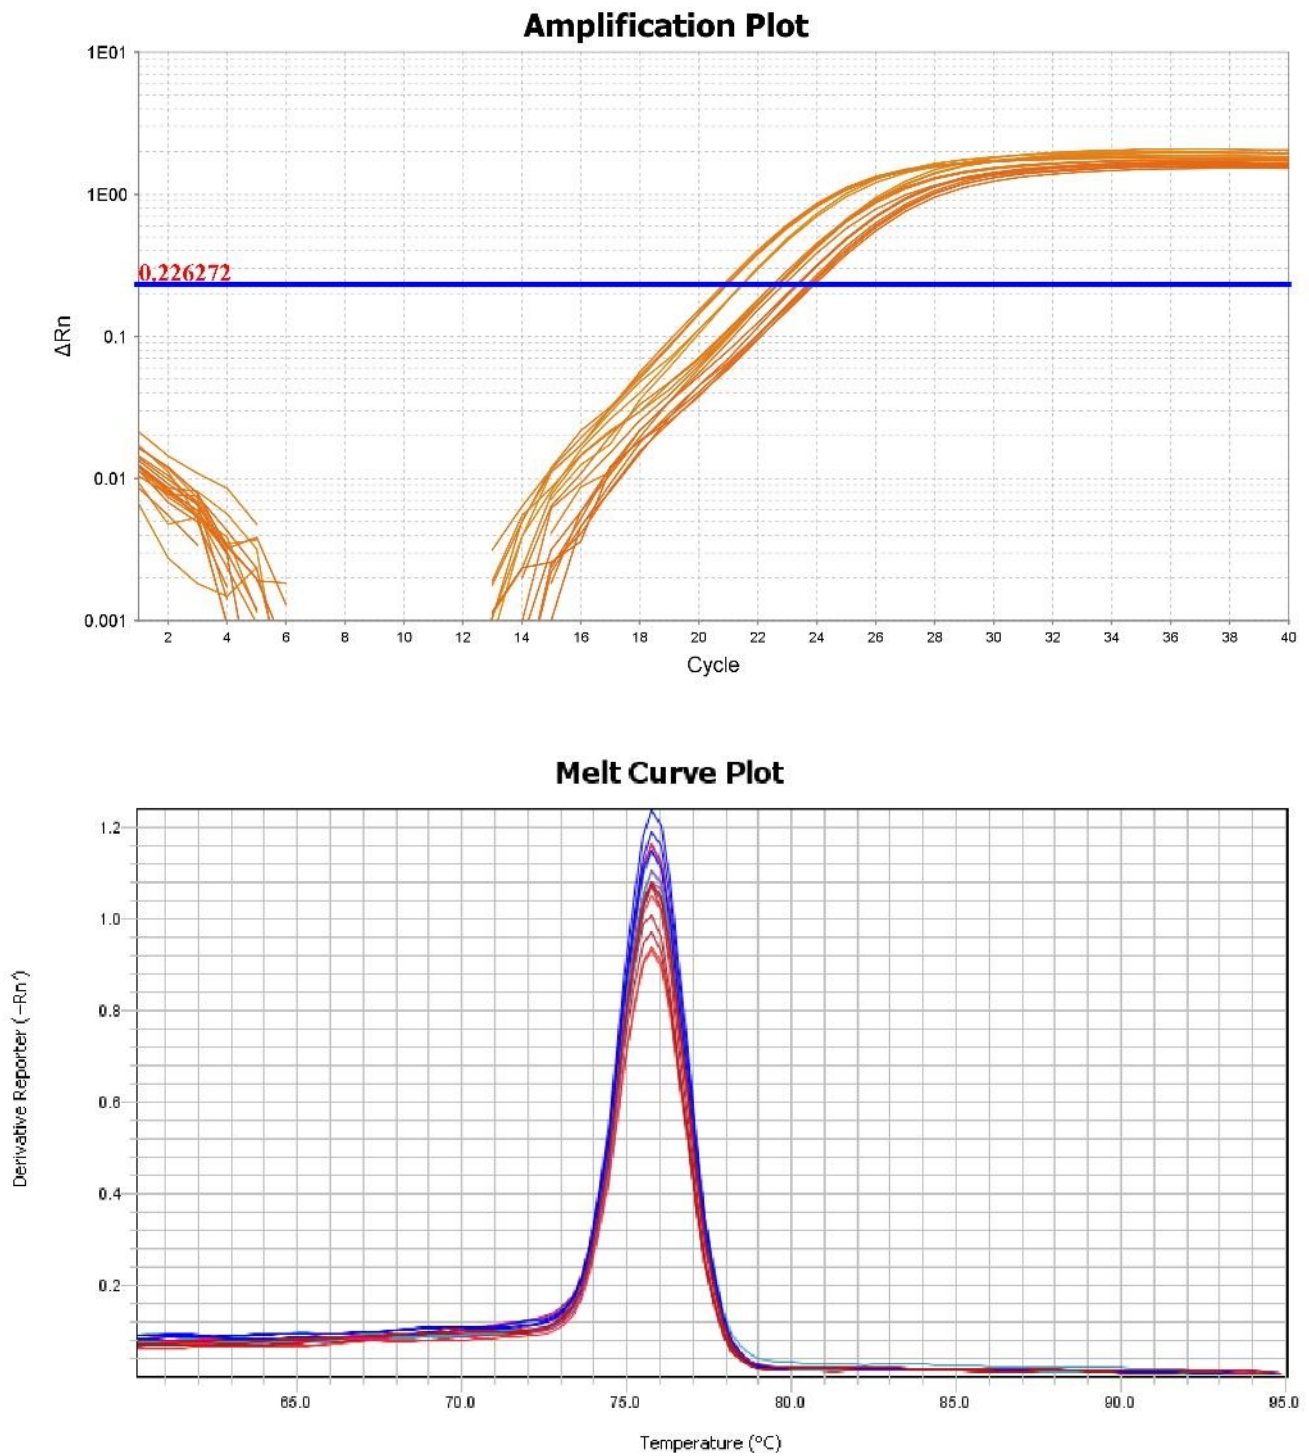 Amplification Plot
1E01
1E00
0.226272
0.1
0.01
0.001
ΔRn
2 4 6 8 10 12 14 16 18 20 22 24 26 28 30 32 34 36 38 40
Cycle
Melt Curve Plot
1.2
1.0
0.8
0.6
0.4
0.2
Derivative Reporter (-Rn')
65.0 70.0 75.0 80.0 85.0 90.0 95.0
Temperature (°C)